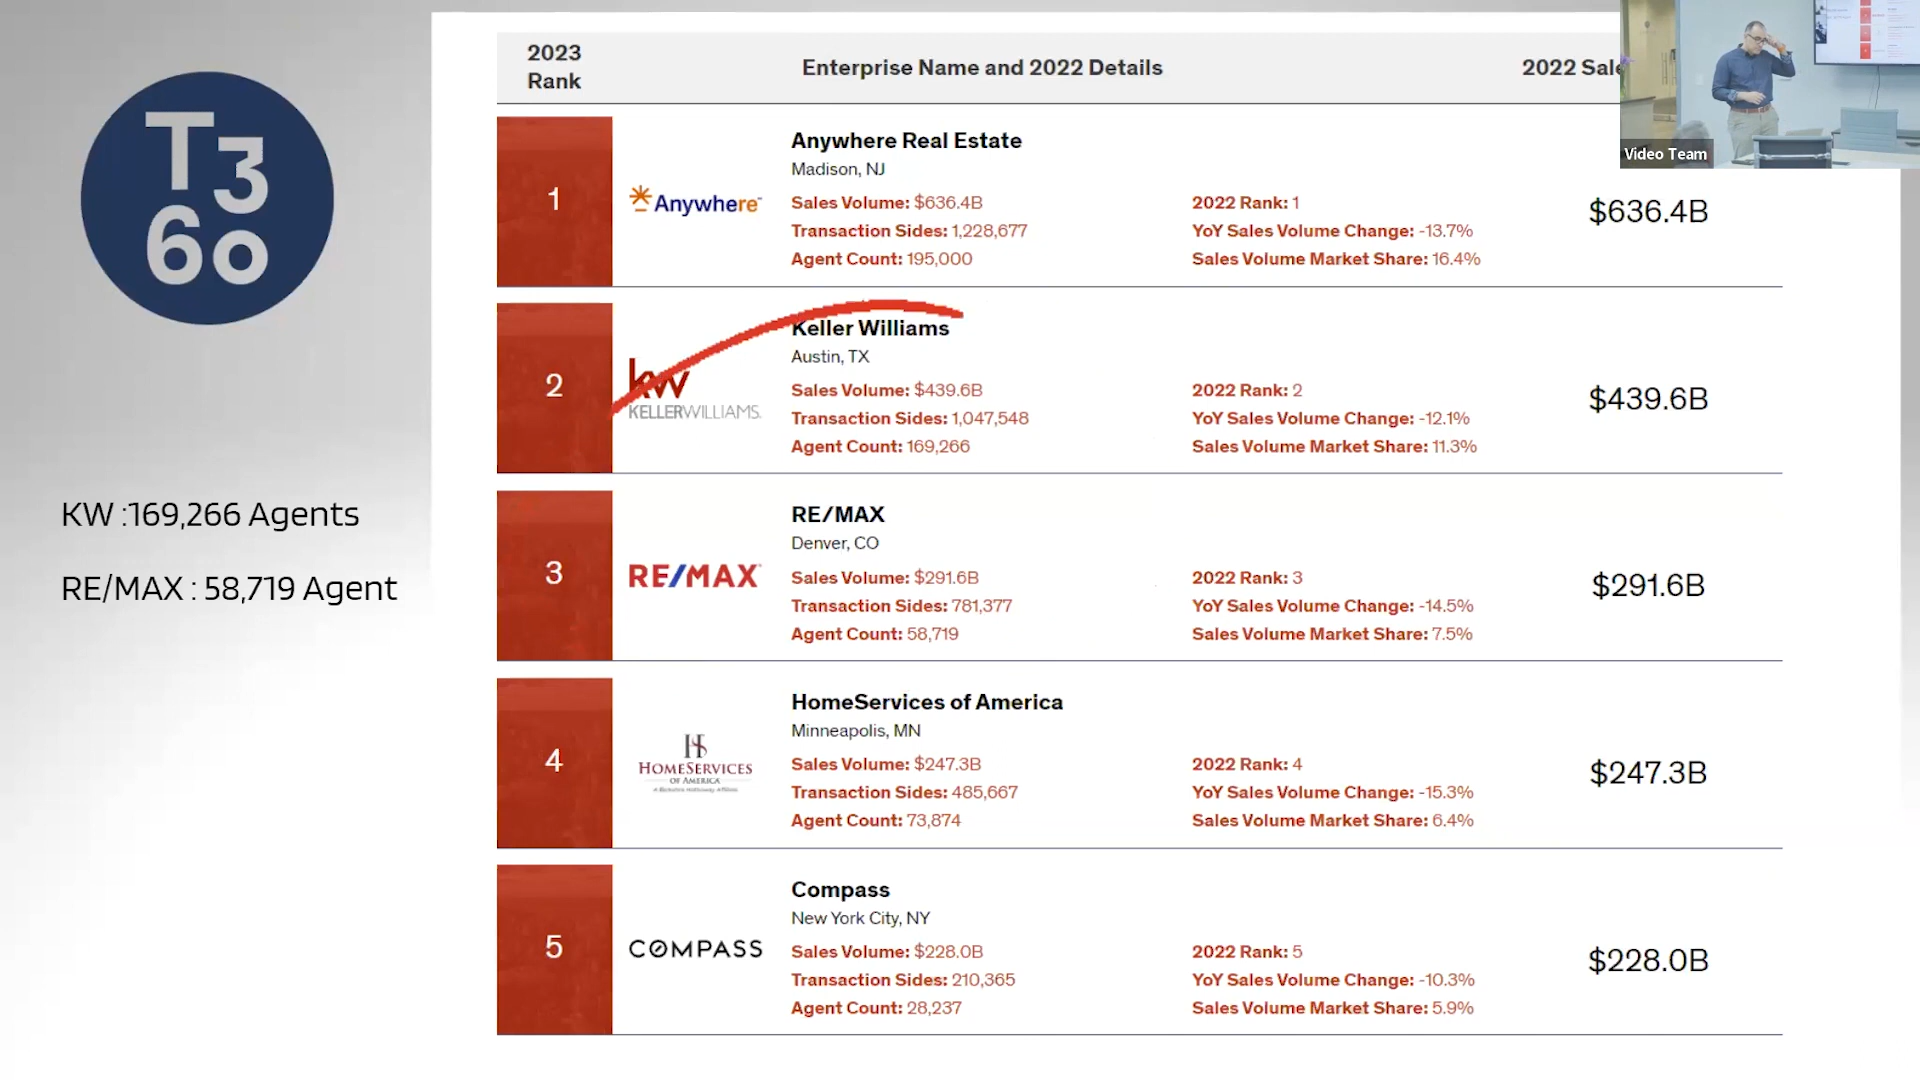 T3
60
KW :169,266 Agents
RE/MAX : 58,719 Agent
2023
Rank
Enterprise Name and 2022 Details
2022
Video Team
1
Anywhere
Anywhere Real Estate
Madison, NJ
Sales Volume: $636.4B
Transaction Sides: 1,228,677
Agent Count: 195,000
2022 Rank: 1
YoY Sales Volume Change: -13.7%
Sales Volume Market Share: 16.4%
$636.4B
2
kw
KELLERWILLIAMS.
Keller Williams
Austin, TX
Sales Volume: $439.6B
Transaction Sides: 1,047,548
Agent Count: 169,266
2022 Rank: 2
YoY Sales Volume Change: -12.1%
Sales Volume Market Share: 11.3%
$439.6B
3
RE/MAX
RE/MAX
Denver, CO
Sales Volume: $291.6B
Transaction Sides: 781,377
Agent Count: 58,719
2022 Rank: 3
YoY Sales Volume Change: -14.5%
Sales Volume Market Share: 7.5%
$291.6B
4
HOMESERVICES
OF AMERICA
HomeServices of America
Minneapolis, MN
Sales Volume: $247.3B
Transaction Sides: 485,667
Agent Count: 73,874
2022 Rank: 4
YoY Sales Volume Change: -15.3%
Sales Volume Market Share: 6.4%
$247.3B
5
COMPASS
Compass
New York City, NY
Sales Volume: $228.0B
Transaction Sides: 210,365
Agent Count: 28,237
2022 Rank: 5
YoY Sales Volume Change: -10.3%
Sales Volume Market Share: 5.9%
$228.0B